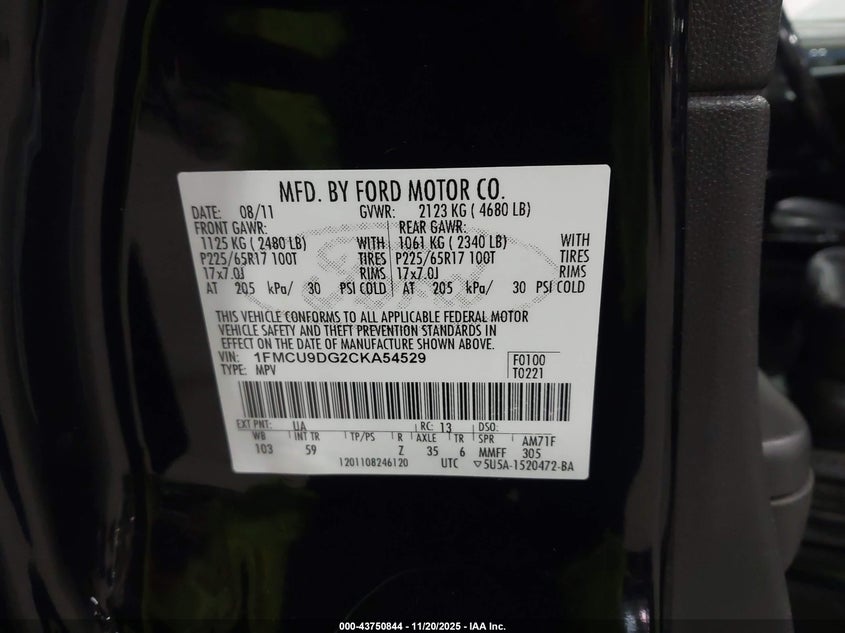 MFD. BY FORD MOTOR CO.
DATE: 08/11 GVWR: 2123 KG ( 4680 LB)
FRONT GAWR: REAR GAWR:
1125 KG ( 2480 LB) WITH 1061 KG ( 2340 LB) WITH
P225/65R17 100T TIRES P225/65R17 100T TIRES
17x7.0J RIMS 17x7.0J RIMS
AT 205 kPa/ 30 PSI COLD AT 205 kPa/ 30 PSI COLD
Ford
THIS VEHICLE CONFORMS TO ALL APPLICABLE FEDERAL MOTOR
VEHICLE SAFETY AND THEFT PREVENTION STANDARDS IN
EFFECT ON THE DATE OF MANUFACTURE SHOWN ABOVE.
VIN: 1FMCU9DG2CKA54529 F0100
TYPE: MPV T0221
EXT PNT: UA RC: 13 DSO:
WB INT TR TP/PS R AXLE TR SPR AM71F
103 59 Z 35 6 MMFF 305
1201108246120 UTC ▽5U5A-1520472-BA
000-43750844 - 11/20/2025 - IAA Inc.